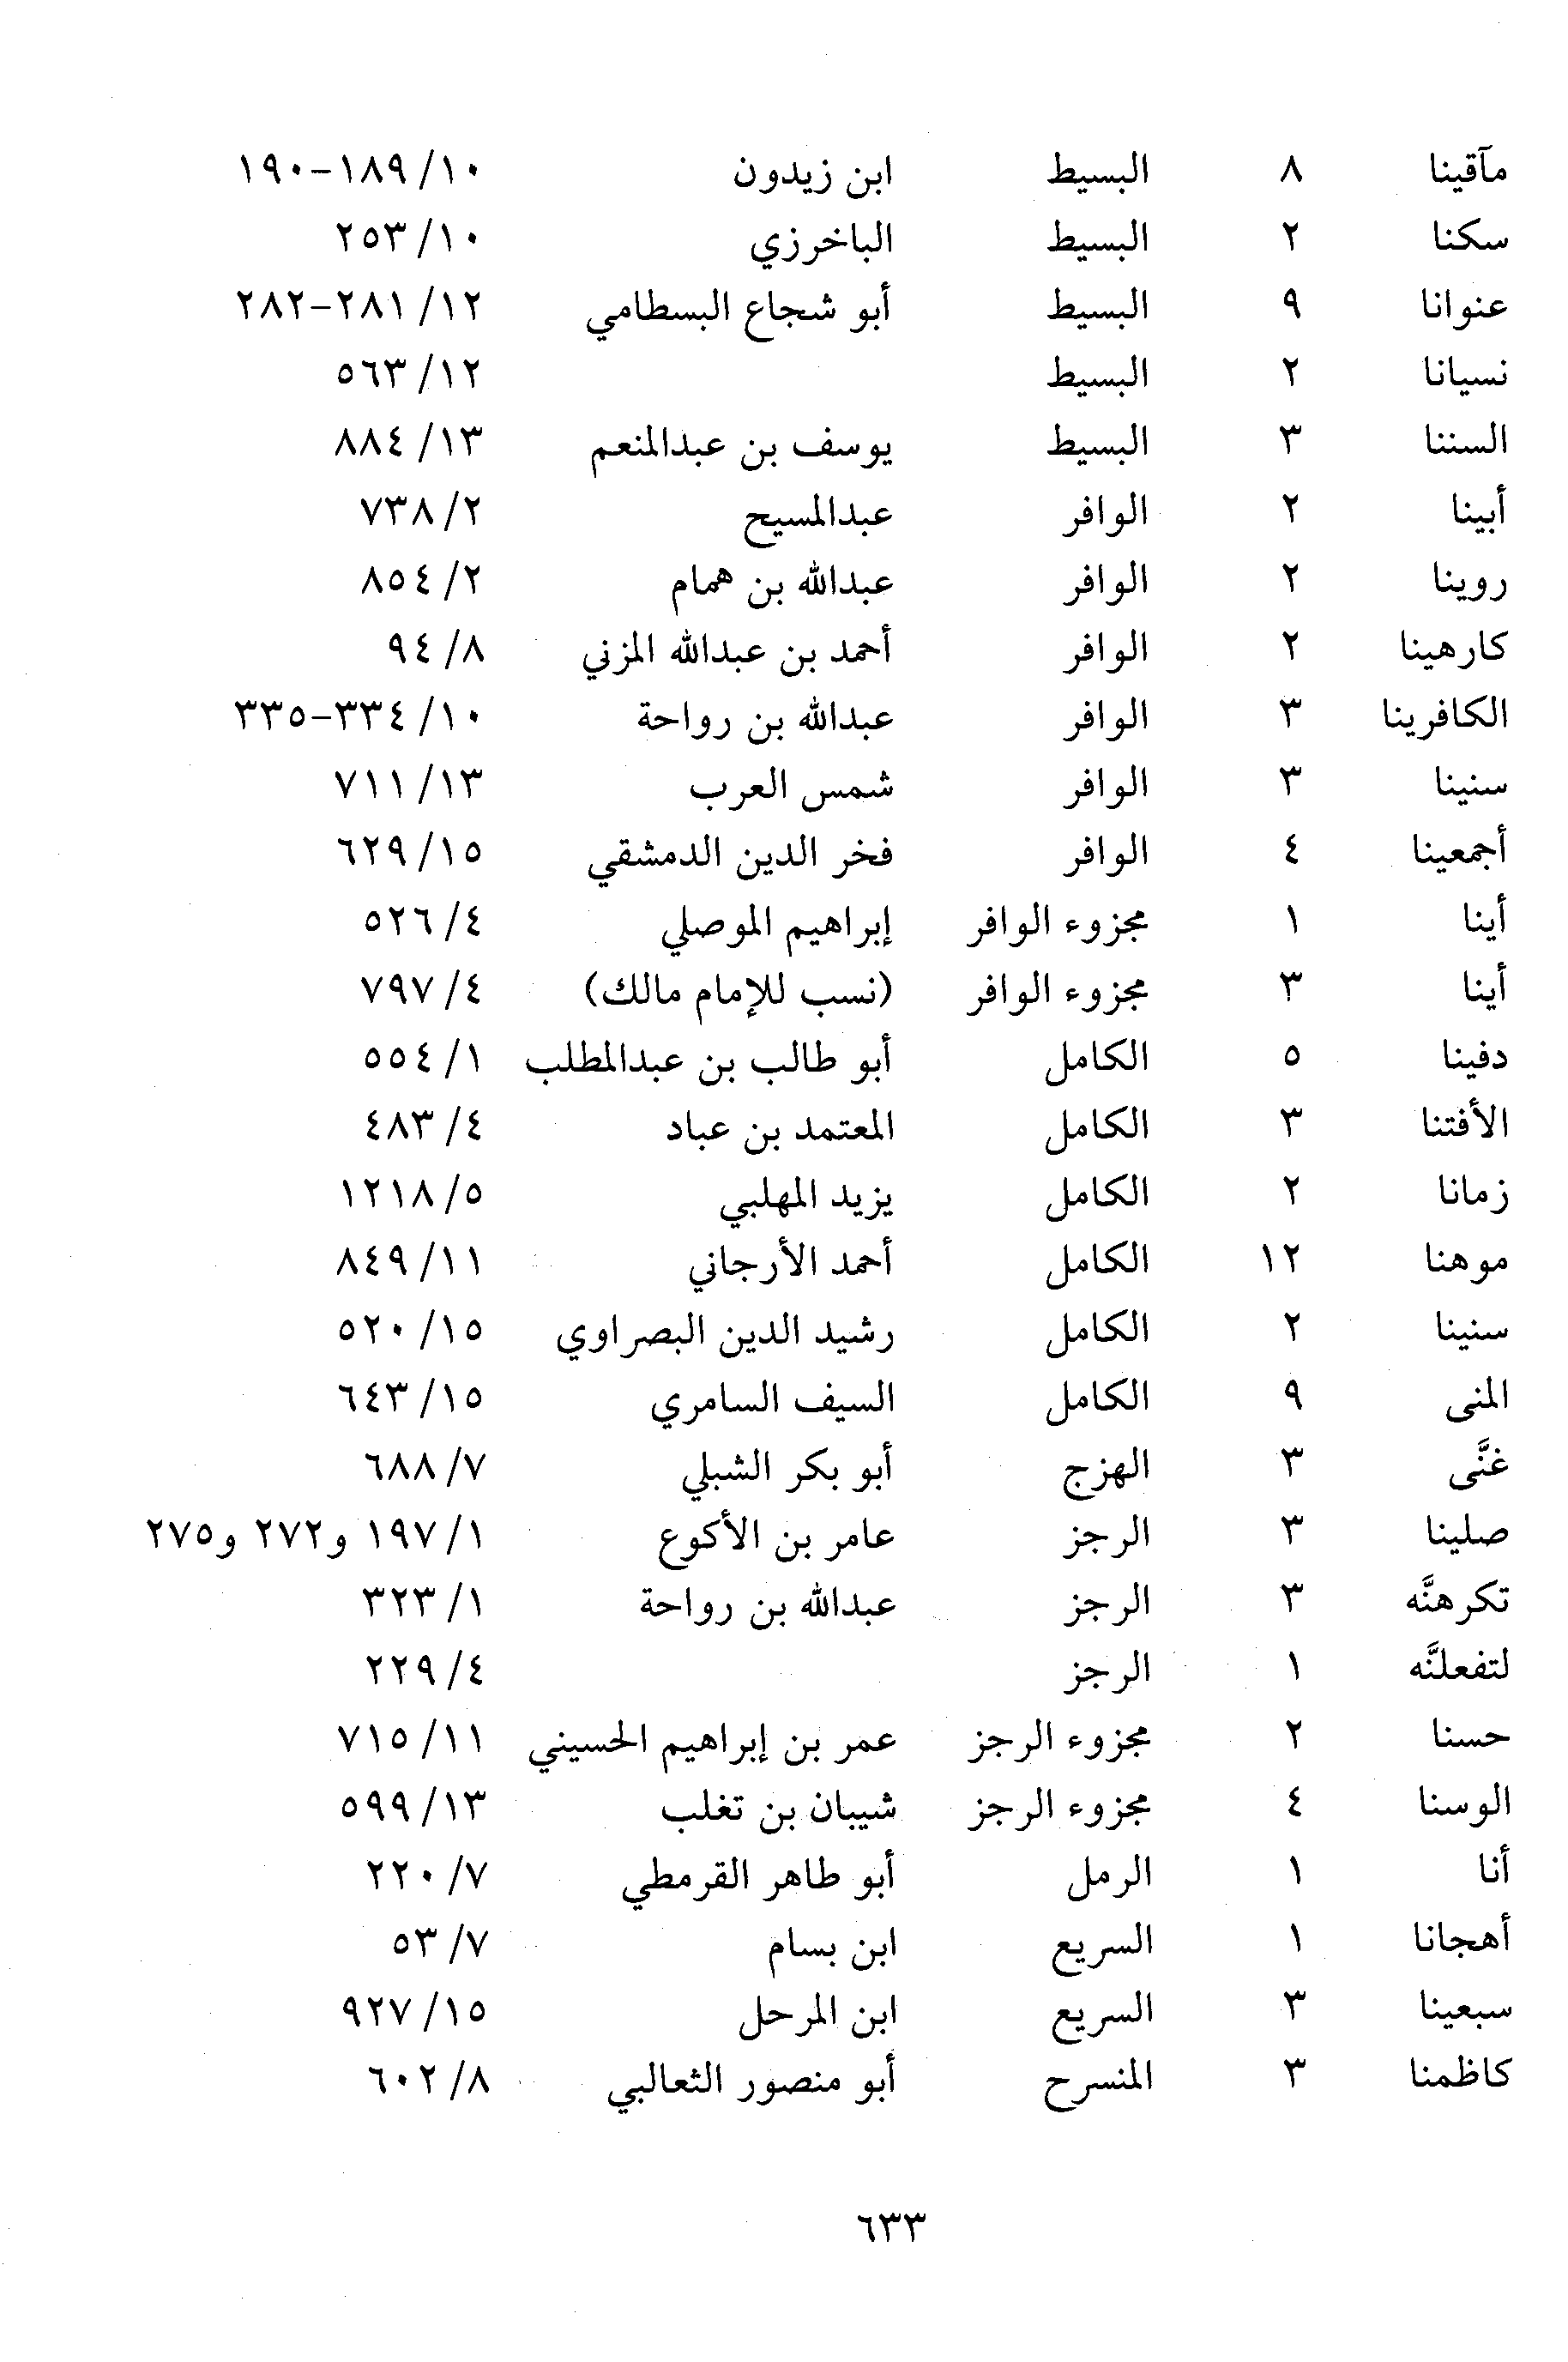 مآقينا ٨ البسيط ابن زيدون ١٠/ ١٨٩-١٩٠
سكنا ٢ البسيط الباخرزي ١٠/ ٢٥٣
عنوانا ٩ البسيط أبو شجاع البسطامي ١٢/ ٢٨١-٢٨٢
نسيانا ٢ البسيط ١٢/ ٥٦٣
السننا ٣ البسيط يوسف بن عبدالمنعم ١٣/ ٨٨٤
أبينا ٢ الوافر عبدالمسيح ٢/ ٧٣٨
روينا ٢ الوافر عبدالله بن همام ٢/ ٨٥٤
كارهينا ٢ الوافر أحمد بن عبدالله المزني ٨/ ٩٤
الكافرينا ٣ الوافر عبدالله بن رواحة ١٠/ ٣٣٤-٣٣٥
سنينا ٣ الوافر شمس العرب ١٣/ ٧١١
أجمعينا ٤ الوافر فخر الدين الدمشقي ١٥/ ٦٢٩
أينا ١ مجزوء الوافر إبراهيم الموصلي ٤/ ٥٢٦
أينا ٣ مجزوء الوافر (نسب للإمام مالك) ٤/ ٧٩٧
دفينا ٥ الكامل أبو طالب بن عبدالمطلب ١/ ٥٥٤
الأفتنا ٣ الكامل المعتمد بن عباد ٤/ ٤٨٣
زمانا ٢ الكامل يزيد المهلبي ٥/ ١٢١٨
موهنا ١٢ الكامل أحمد الأرجاني ١١/ ٨٤٩
سنينا ٢ الكامل رشيد الدين البصراوي ١٥/ ٥٢٠
المنى ٩ الكامل السيف السامري ١٥/ ٦٤٣
غنَّى ٣ الهزج أبو بكر الشبلي ٧/ ٦٨٨
صلينا ٣ الرجز عامر بن الأكوع ١/ ١٩٧ و٢٧٢ و٢٧٥
تكرهنَّه ٣ الرجز عبدالله بن رواحة ١/ ٣٢٣
لتفعلنَّه ١ الرجز ٤/ ٢٢٩
حسنا ٢ مجزوء الرجز عمر بن إبراهيم الحسيني ١١/ ٧١٥
الوسنا ٤ مجزوء الرجز شيبان بن تغلب ١٣/ ٥٩٩
أنا ١ الرمل أبو طاهر القرمطي ٧/ ٢٢٠
أهجانا ١ السريع ابن بسام ٧/ ٥٣
سبعينا ٣ السريع ابن المرحل ١٥/ ٩٢٧
كاظمنا ٣ المنسرح أبو منصور الثعالبي ٨/ ٦٠٢
٦٣٣